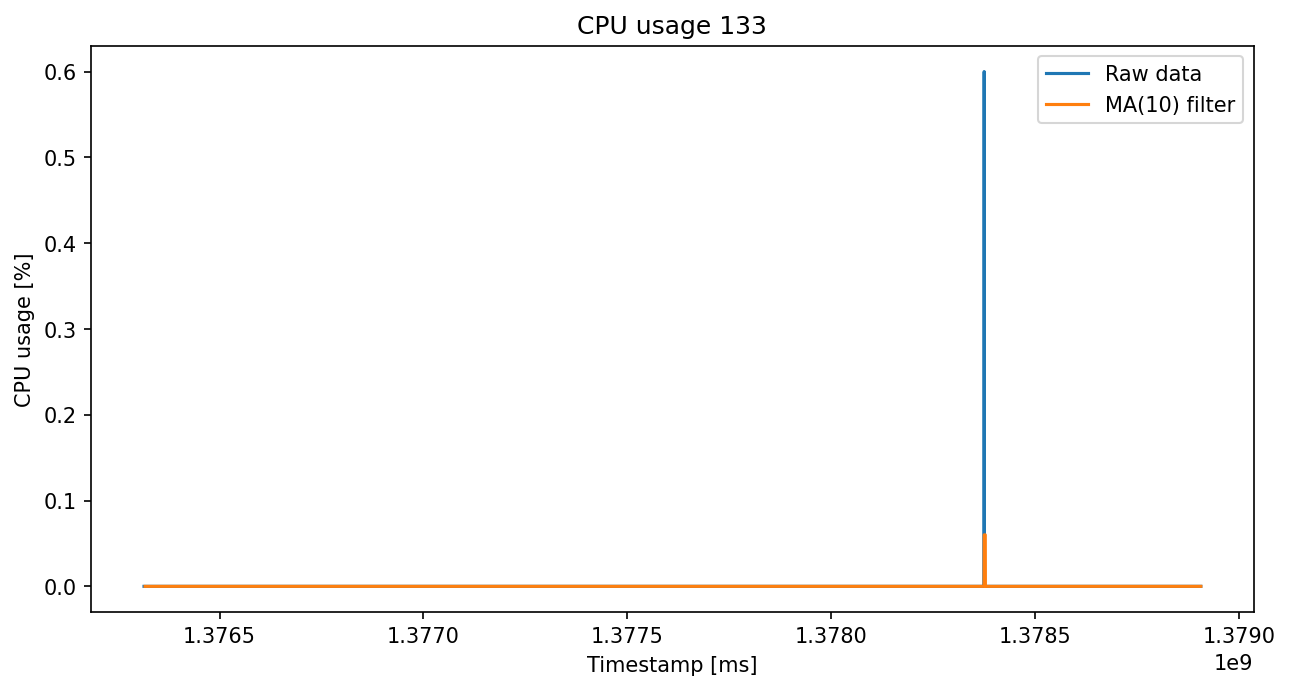 CPU usage 133
Raw data
MA(10) filter
CPU usage [%]
0.6
0.5
0.4
0.3
0.2
0.1
0.0
1.3765 1.3770 1.3775 1.3780 1.3785 1.3790
1e9
Timestamp [ms]